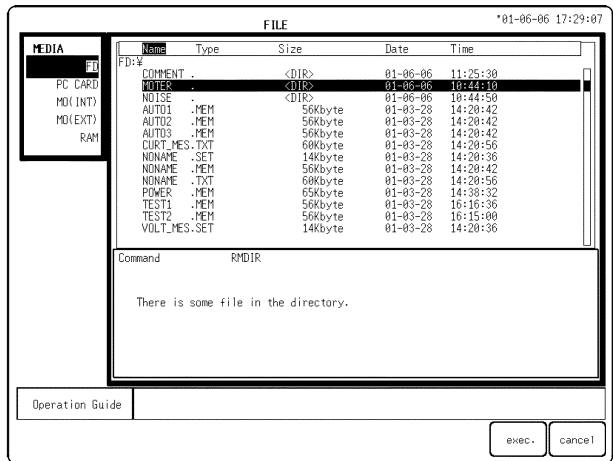 FILE
'01-06-06 17:29:07
MEDIA
FD
PC CARD
MO(INT)
MO(EXT)
RAM
Name Type Size Date Time
FD:¥
COMMENT . <DIR> 01-06-06 11:25:30
MOTER . <DIR> 01-06-06 10:44:10
NOISE . <DIR> 01-06-06 10:44:50
AUTO1 .MEM 56Kbyte 01-03-28 14:20:42
AUTO2 .MEM 56Kbyte 01-03-28 14:20:42
AUTO3 .MEM 56Kbyte 01-03-28 14:20:42
CURT_MES.TXT 60Kbyte 01-03-28 14:20:56
NONAME .SET 14Kbyte 01-03-28 14:20:36
NONAME .MEM 56Kbyte 01-03-28 14:20:42
NONAME .TXT 60Kbyte 01-03-28 14:20:56
POWER .MEM 65Kbyte 01-03-28 14:38:32
TEST1 .MEM 56Kbyte 01-03-28 16:16:36
TEST2 .MEM 56Kbyte 01-03-28 16:15:00
VOLT_MES.SET 14Kbyte 01-03-28 14:20:36
Command RMDIR
There is some file in the directory.
Operation Guide
exec. cancel